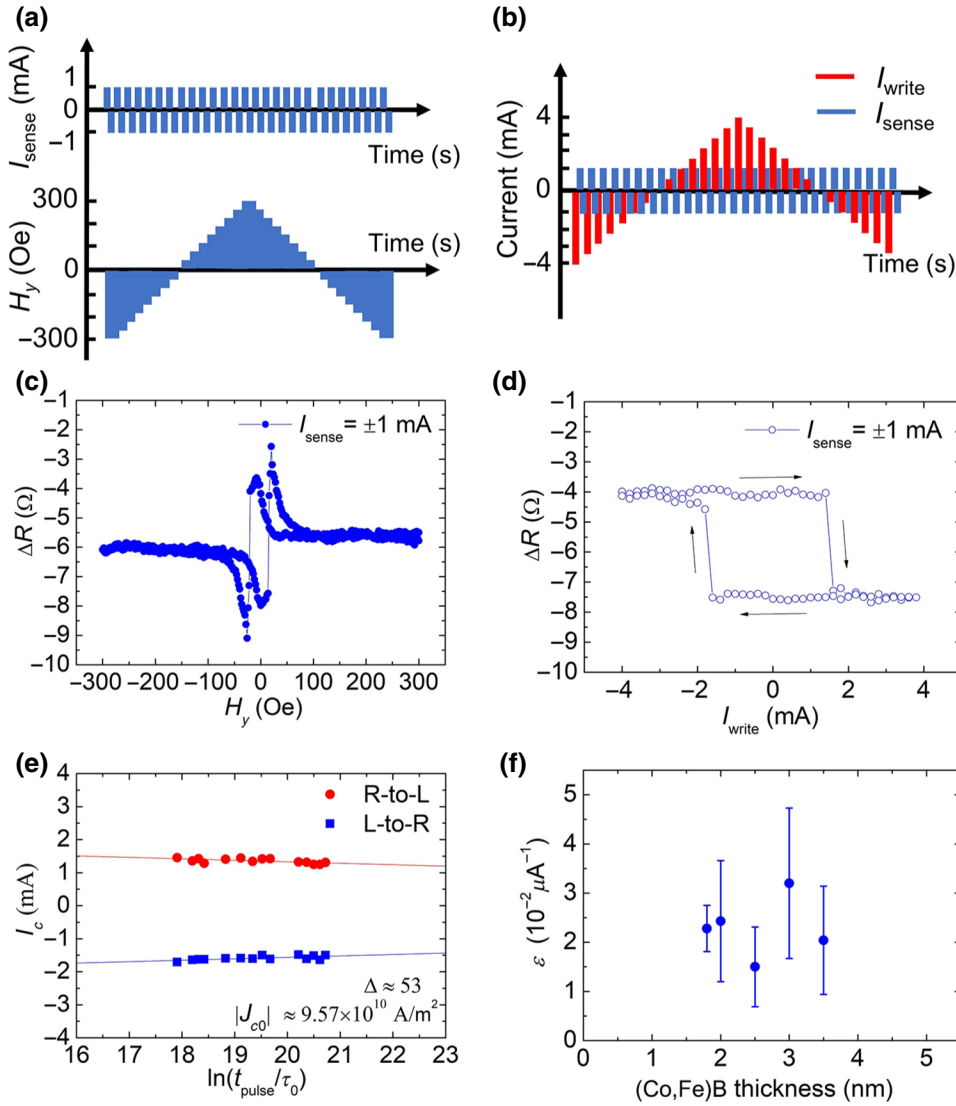 (a)
I_sense (mA)
1
0
−1
Time (s)
300
0
−300
H_y (Oe)
Time (s)
(b)
I_write
I_sense
Current (mA)
4
0
−4
Time (s)
(c)
−1
−2
−3
−4
−5
−6
−7
−8
−9
−10
ΔR (Ω)
I_sense = ±1 mA
−300 −200 −100 0 100 200 300
H_y (Oe)
(d)
−1
−2
−3
−4
−5
−6
−7
−8
−9
−10
ΔR (Ω)
I_sense = ±1 mA
−4 −2 0 2 4
I_write (mA)
(e)
4
3
2
1
0
−1
−2
−3
−4
I_c (mA)
R-to-L
L-to-R
Δ ≈ 53
|J_c0| ≈ 9.57×10^10 A/m^2
16 17 18 19 20 21 22 23
ln(t_pulse/τ_0)
(f)
5
4
3
2
1
0
ε (10^−2 μA^−1)
0 1 2 3 4 5
(Co,Fe)B thickness (nm)